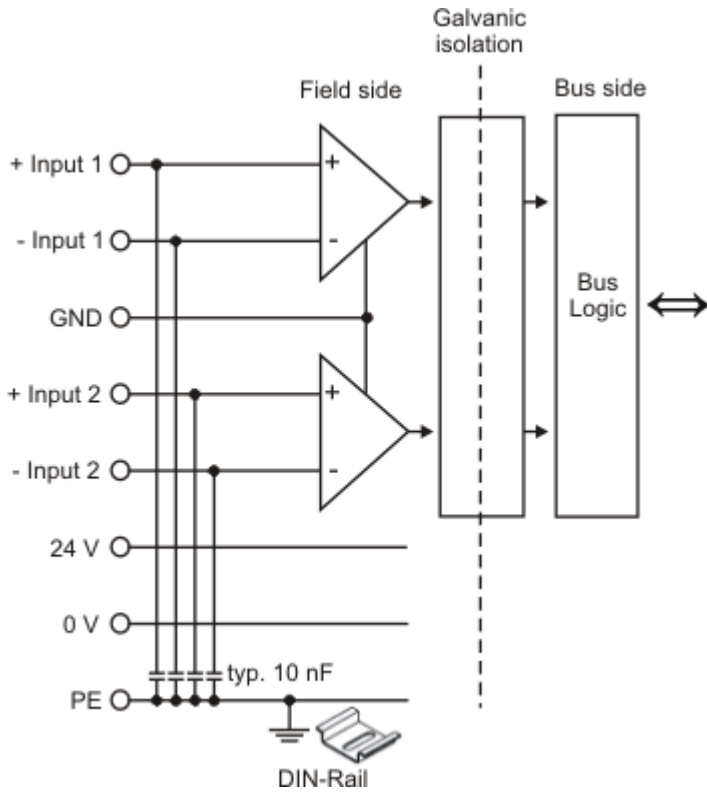 Galvanic
isolation
Field side
Bus side
+ Input 1
+
- Input 1
-
GND
Bus
Logic
+ Input 2
+
- Input 2
-
24 V
0 V
typ. 10 nF
PE
DIN-Rail